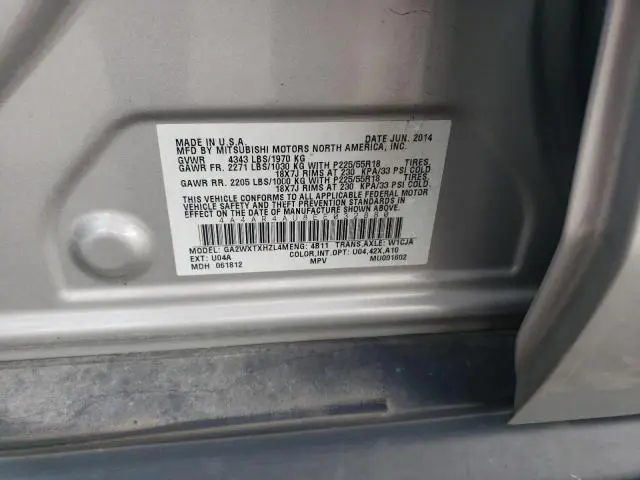 MADE IN U.S.A. DATE JUN. 2014
MFD BY MITSUBISHI MOTORS NORTH AMERICA, INC.
GVWR 4343 LBS/1970 KG
GAWR FR. 2271 LBS/1030 KG WITH P225/55R18 TIRES,
18X7J RIMS AT 230 KPA/33 PSI COLD
GAWR RR. 2205 LBS/1000 KG WITH P225/55R18 TIRES,
18X7J RIMS AT 230 KPA/33 PSI COLD
THIS VEHICLE CONFORMS TO ALL APPLICABLE FEDERAL MOTOR
VEHICLE SAFETY AND THEFT PREVENTION STANDARDS IN
EFFECT ON THE DATE OF MANUFACTURE SHOWN ABOVE.
MODEL: GA2WXTXHZL4M ENG: 4B11 TRANS,AXLE: W1CJA
EXT: U04A COLOR,INT,OPT: U04,42X,A10
MDH 061812 MPV MU001602